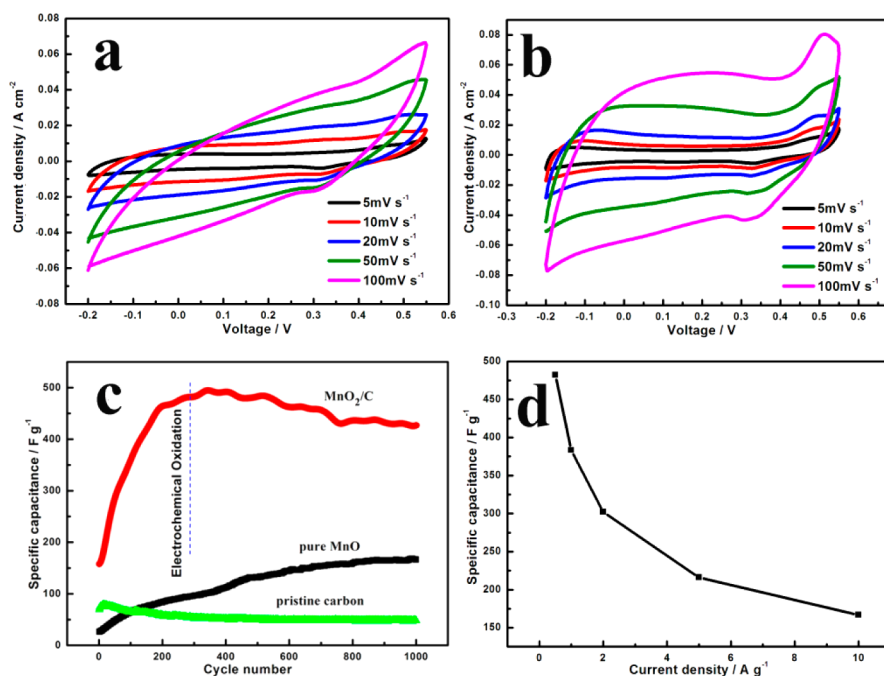 a
0.08
0.06
0.04
0.02
0.00
-0.02
-0.04
-0.06
-0.08
Current density / A cm⁻²
-0.2 -0.1 0.0 0.1 0.2 0.3 0.4 0.5 0.6
Voltage / V
5mV s⁻¹
10mV s⁻¹
20mV s⁻¹
50mV s⁻¹
100mV s⁻¹
b
0.08
0.06
0.04
0.02
0.00
-0.02
-0.04
-0.06
-0.08
-0.10
Current density / A cm⁻²
-0.3 -0.2 -0.1 0.0 0.1 0.2 0.3 0.4 0.5 0.6
Voltage / V
5mV s⁻¹
10mV s⁻¹
20mV s⁻¹
50mV s⁻¹
100mV s⁻¹
c
500
400
300
200
100
0
Specific capacitance / F g⁻¹
MnO₂/C
Electrochemical Oxidation
pure MnO
pristine carbon
0 200 400 600 800 1000
Cycle number
d
500
450
400
350
300
250
200
150
Speicific capacitance / F g⁻¹
0 2 4 6 8 10
Current density / A g⁻¹